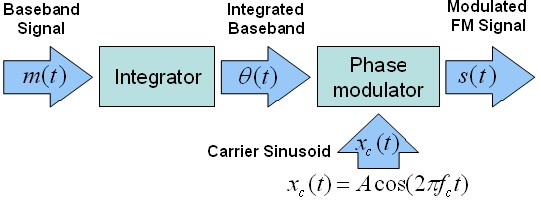 Baseband Signal
Integrated Baseband
Modulated FM Signal
m(t)
Integrator
θ(t)
Phase modulator
s(t)
Carrier Sinusoid
x_c(t)
x_c(t) = A cos(2πf_c t)